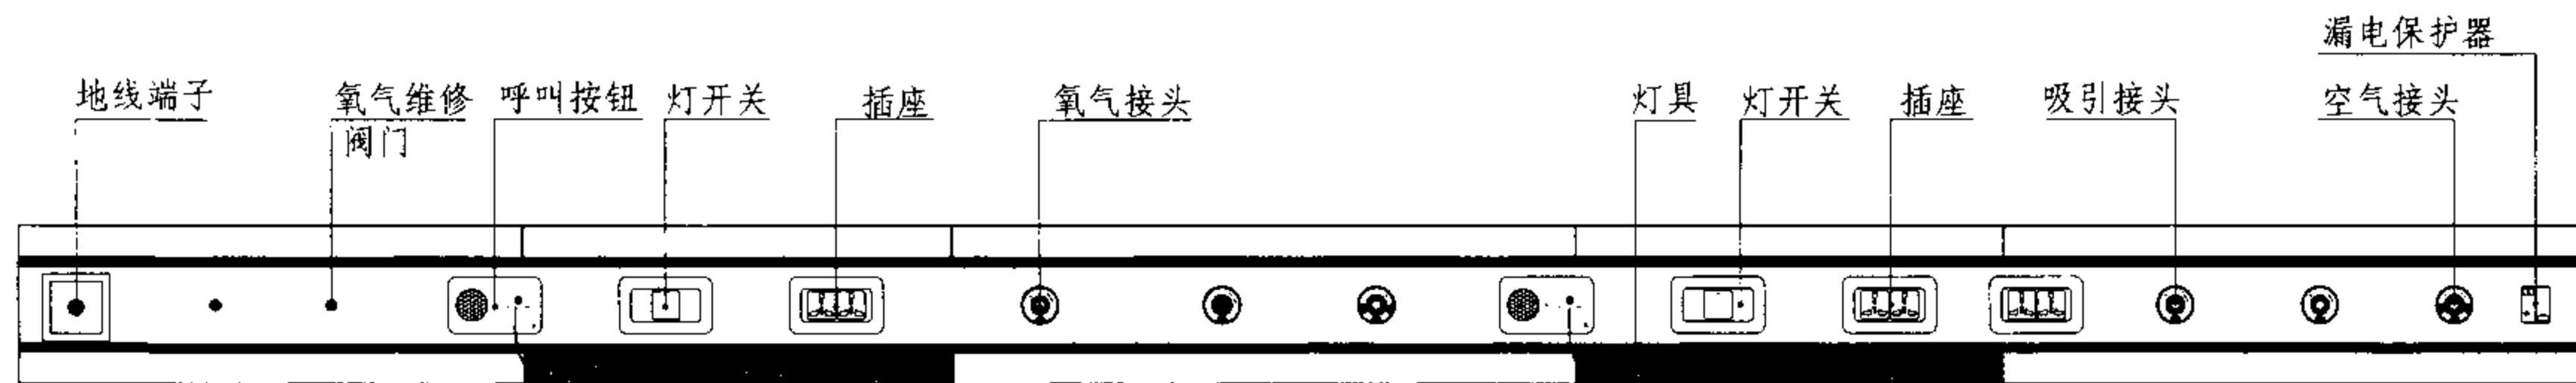 漏电保护器
地线端子
氧气维修
阀门
呼叫按钮
灯开关
插座
氧气接头
灯具
灯开关
插座
吸引接头
空气接头